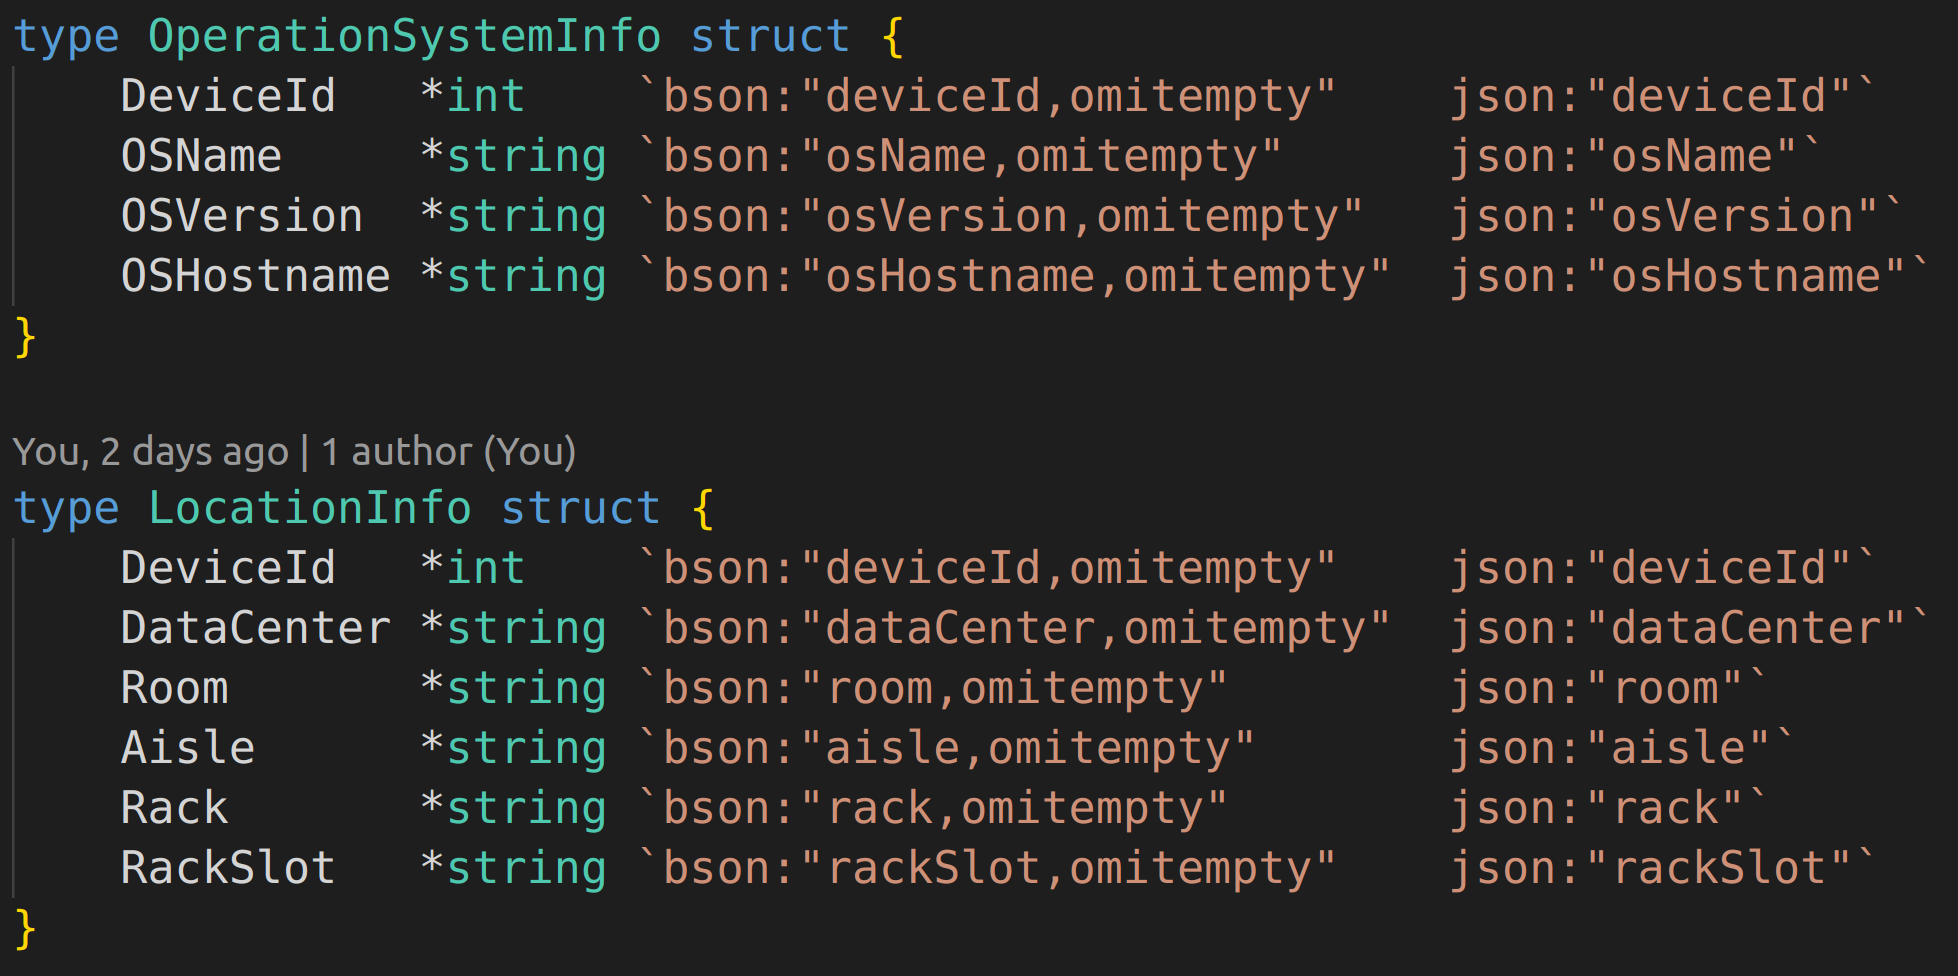 type OperationSystemInfo struct {
    DeviceId   *int    `bson:"deviceId,omitempty"    json:"deviceId"`
    OSName     *string `bson:"osName,omitempty"      json:"osName"`
    OSVersion  *string `bson:"osVersion,omitempty"   json:"osVersion"`
    OSHostname *string `bson:"osHostname,omitempty"  json:"osHostname"`
}
You, 2 days ago | 1 author (You)
type LocationInfo struct {
    DeviceId   *int    `bson:"deviceId,omitempty"    json:"deviceId"`
    DataCenter *string `bson:"dataCenter,omitempty"  json:"dataCenter"`
    Room       *string `bson:"room,omitempty"        json:"room"`
    Aisle      *string `bson:"aisle,omitempty"       json:"aisle"`
    Rack       *string `bson:"rack,omitempty"        json:"rack"`
    RackSlot   *string `bson:"rackSlot,omitempty"    json:"rackSlot"`
}